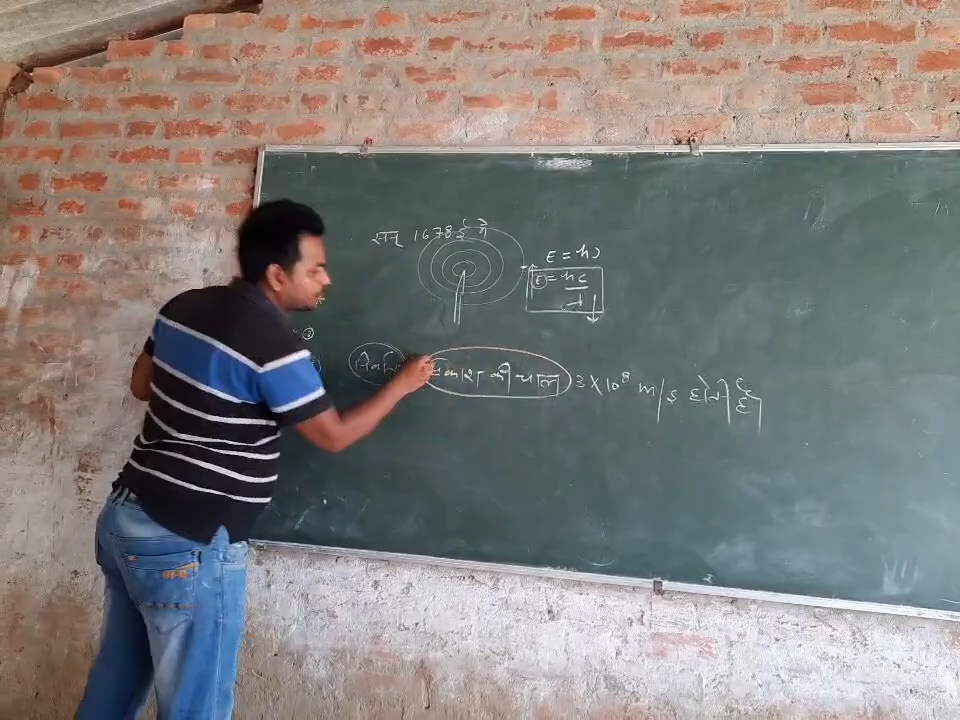 सन् 1678 ई में
E = hν
E = hc
λ
प्रकाश की चाल 3×10⁸ m/s होती है